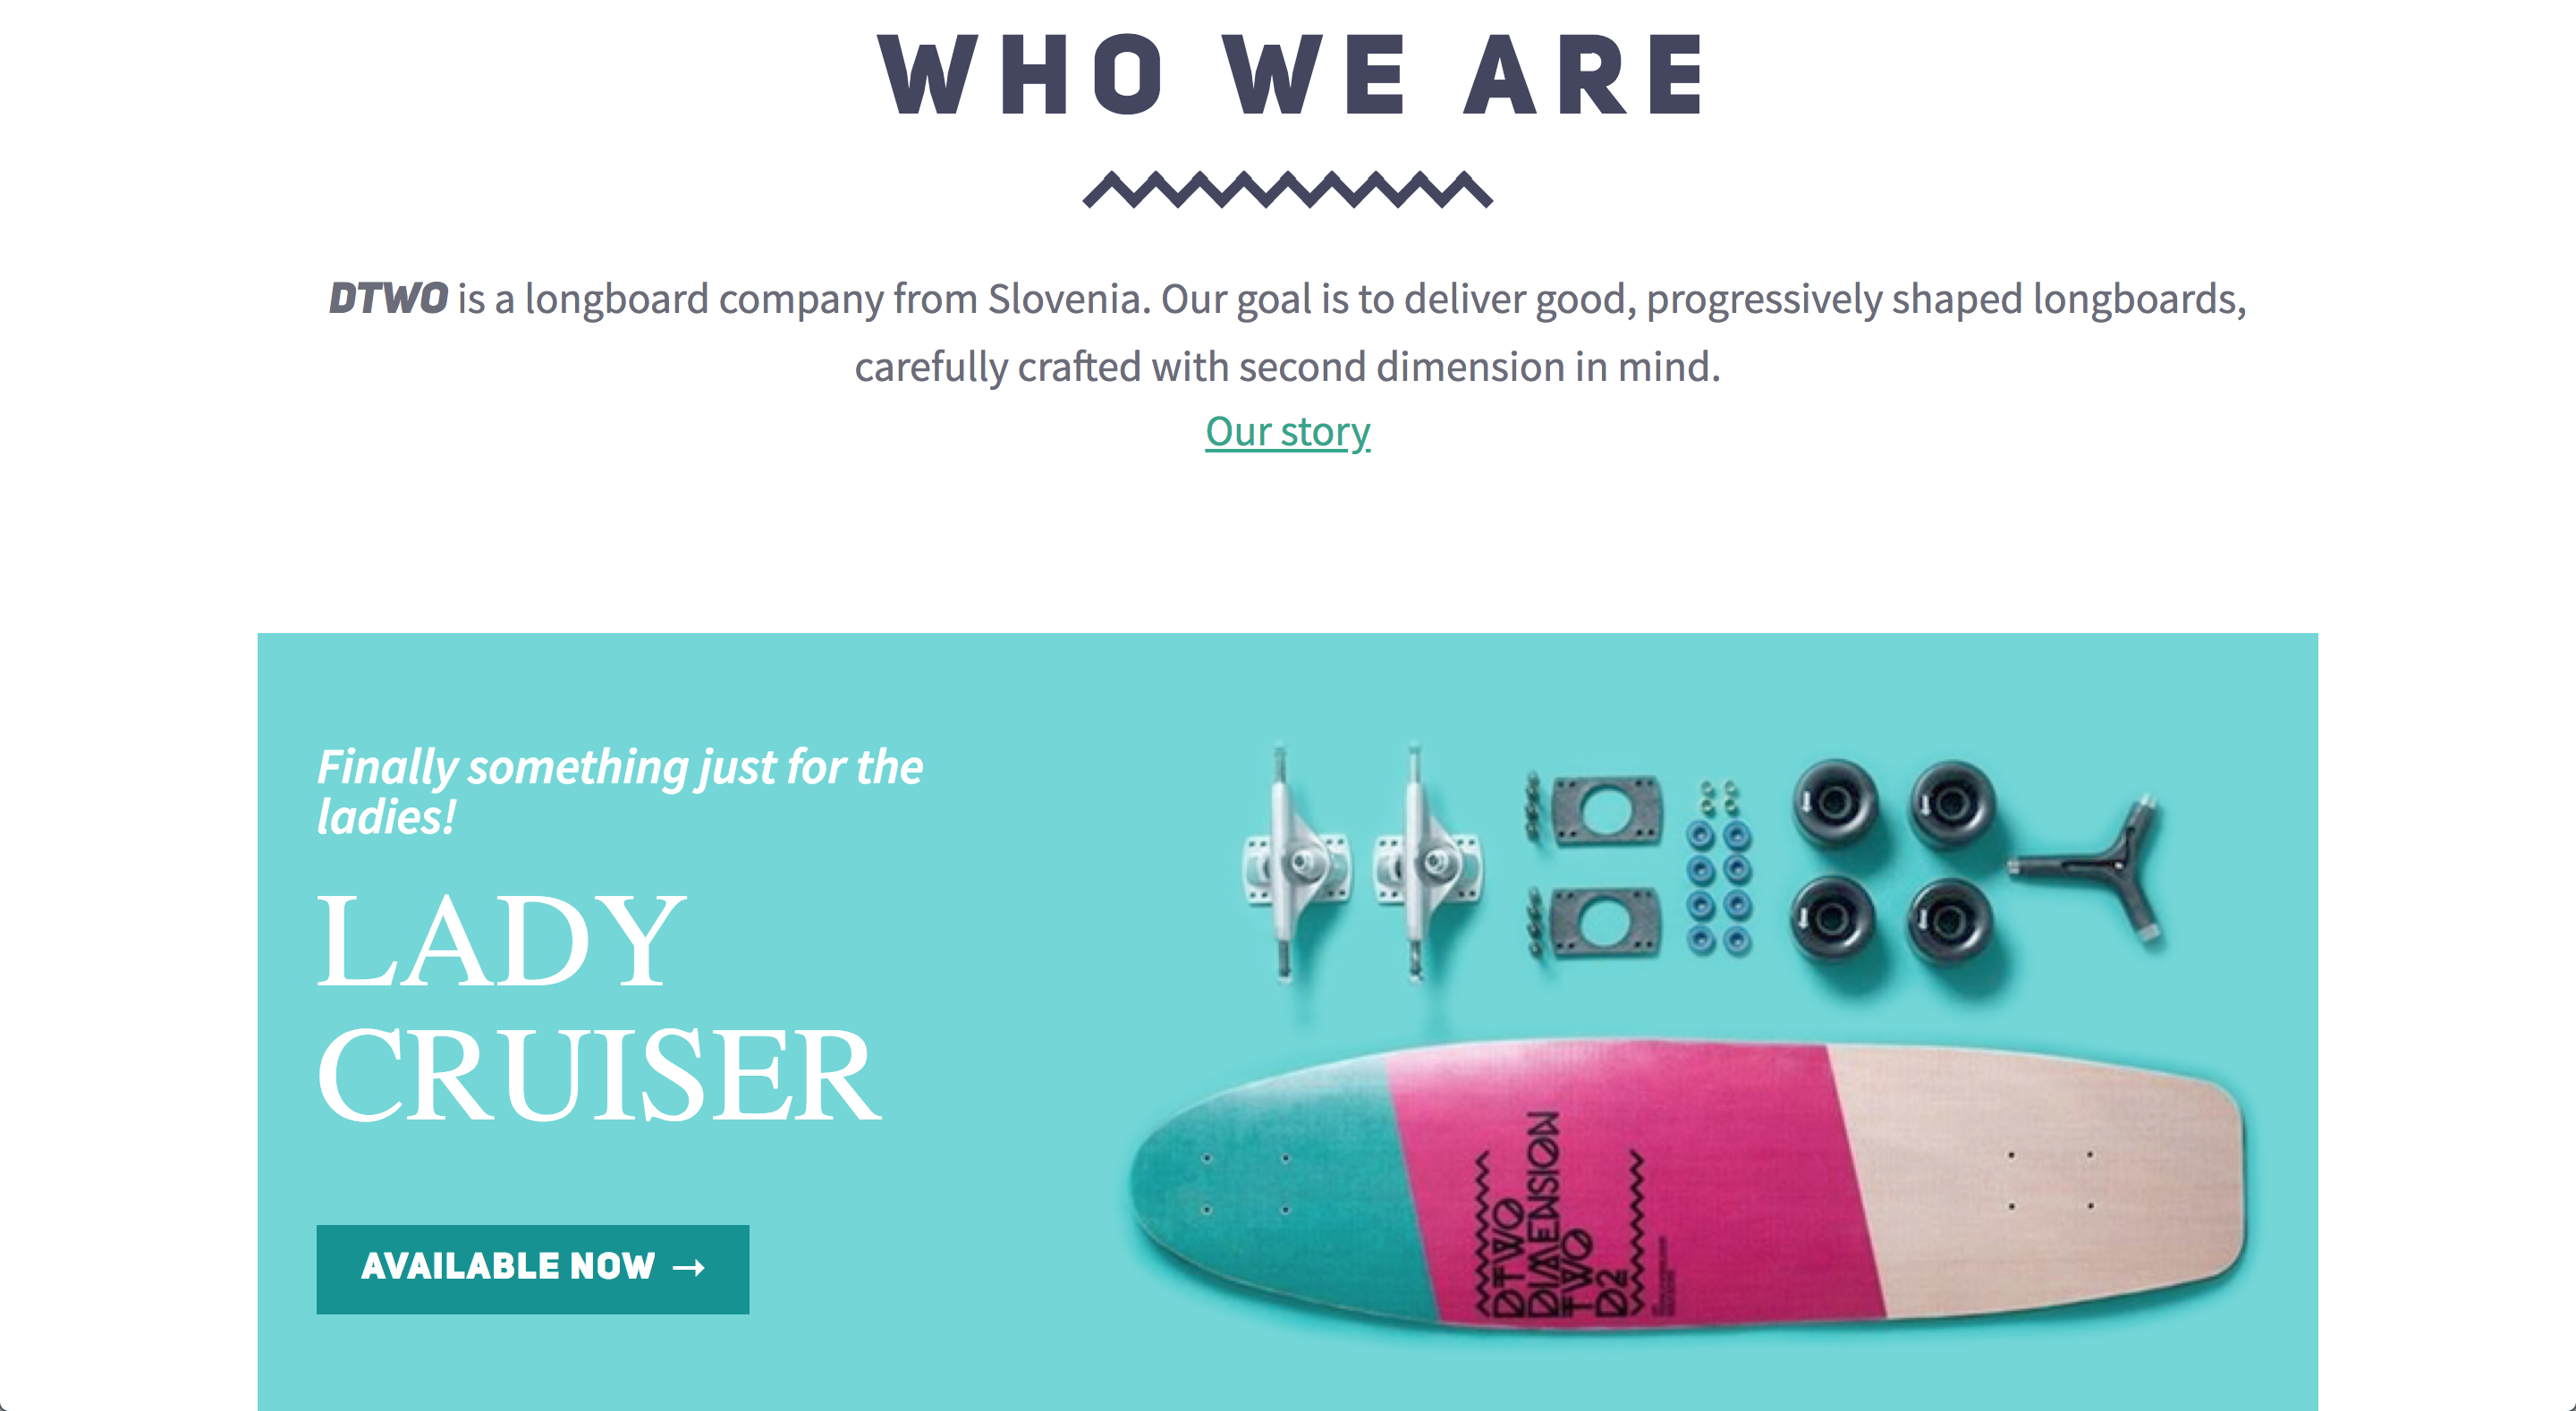 WHO WE ARE
DTWO is a longboard company from Slovenia. Our goal is to deliver good, progressively shaped longboards,
carefully crafted with second dimension in mind.
Our story
Finally something just for the
ladies!
LADY
CRUISER
AVAILABLE NOW →
DTWO
DIMENSION
TWO
D2